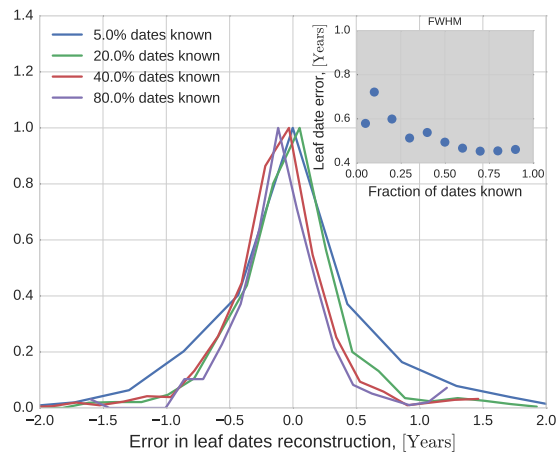 5.0% dates known
20.0% dates known
40.0% dates known
80.0% dates known
1.4
1.2
1.0
0.8
0.6
0.4
0.2
0.0
−2.0 −1.5 −1.0 −0.5 0.0 0.5 1.0 1.5 2.0
Error in leaf dates reconstruction, [Years]
FWHM
Leaf date error, [Years]
1.0
0.8
0.6
0.4
0.00 0.25 0.50 0.75 1.00
Fraction of dates known